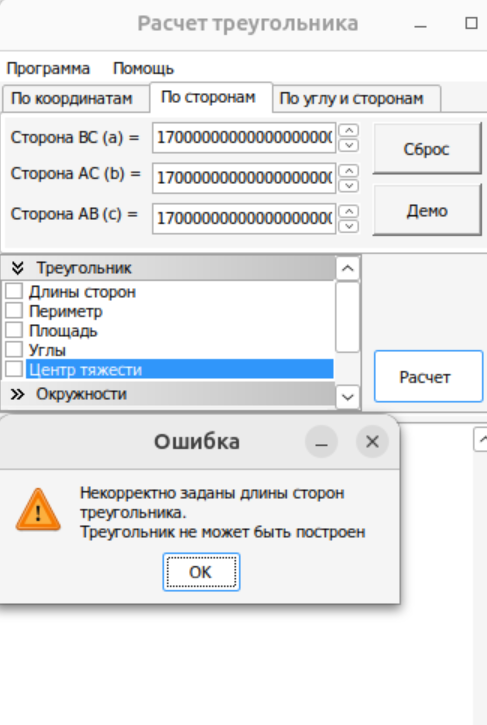 Расчет треугольника
Программа Помощь
По координатам По сторонам По углу и сторонам
Сторона BC (a) = 1700000000000000000(
Сброс
Сторона AC (b) = 1700000000000000000(
Сторона AB (c) = 1700000000000000000(
Демо
Треугольник
Длины сторон
Периметр
Площадь
Углы
Центр тяжести
Расчет
Окружности
Ошибка
Некорректно заданы длины сторон
треугольника.
Треугольник не может быть построен
OK